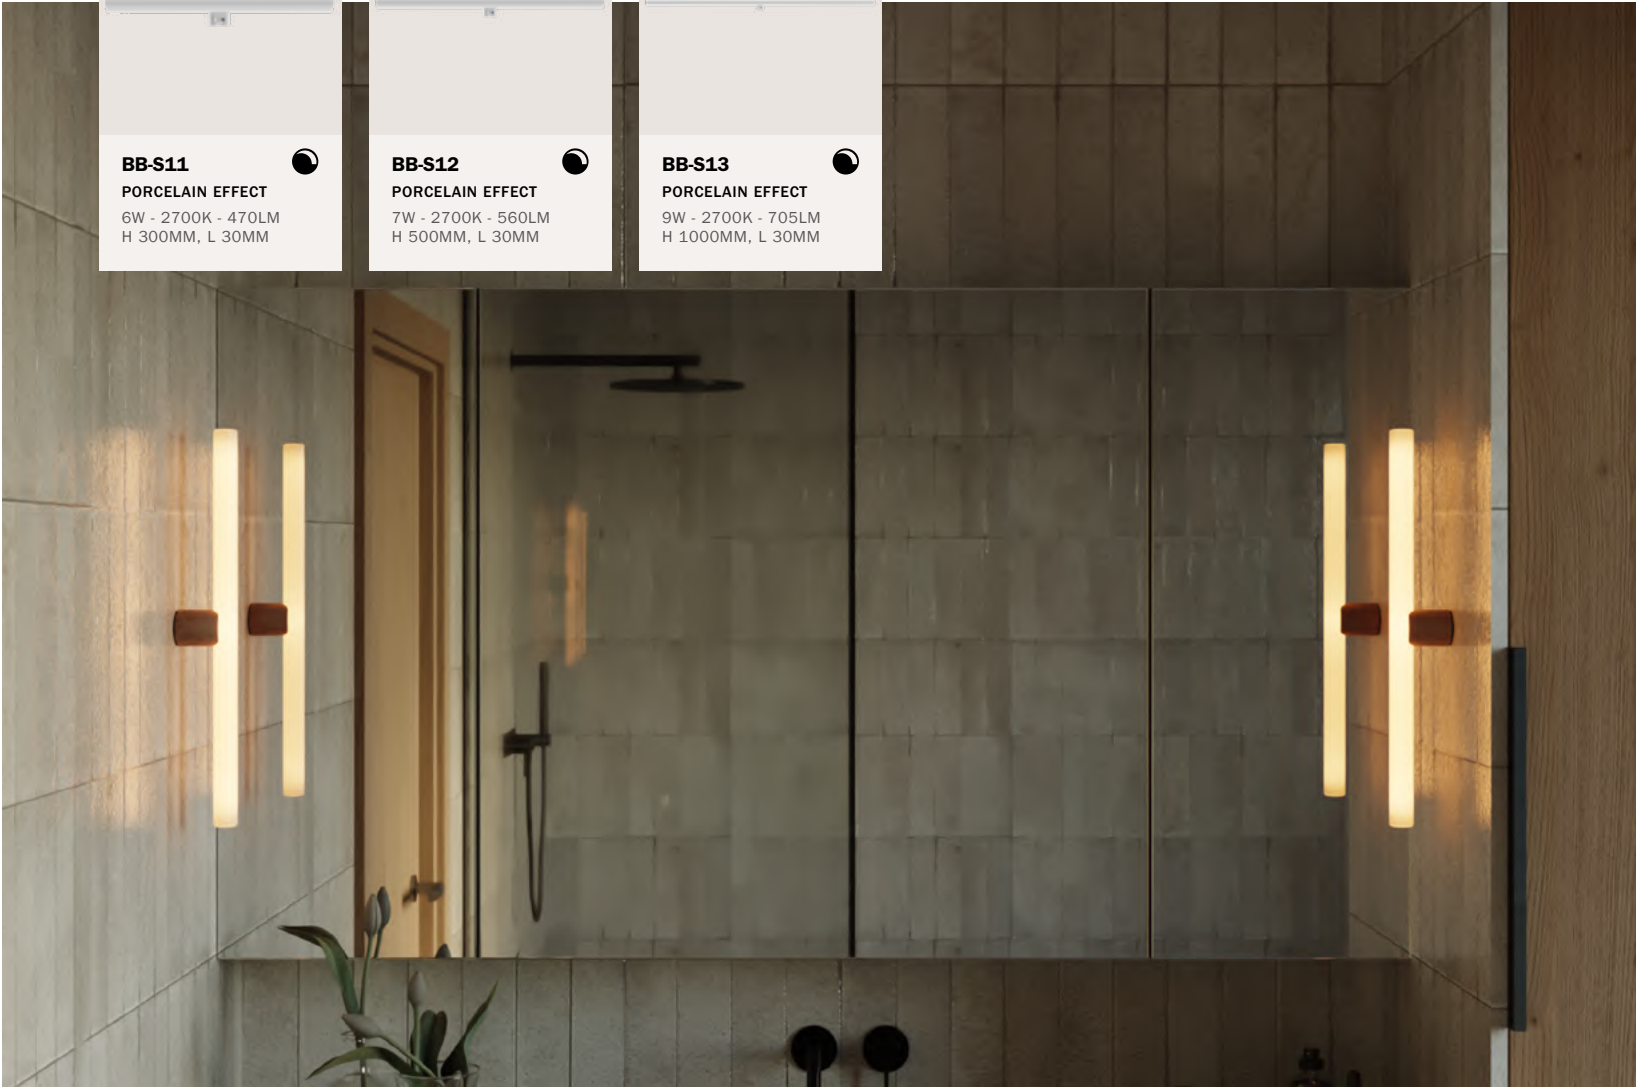 BB-S11
PORCELAIN EFFECT
6W - 2700K - 470LM
H 300MM, L 30MM
BB-S12
PORCELAIN EFFECT
7W - 2700K - 560LM
H 500MM, L 30MM
BB-S13
PORCELAIN EFFECT
9W - 2700K - 705LM
H 1000MM, L 30MM